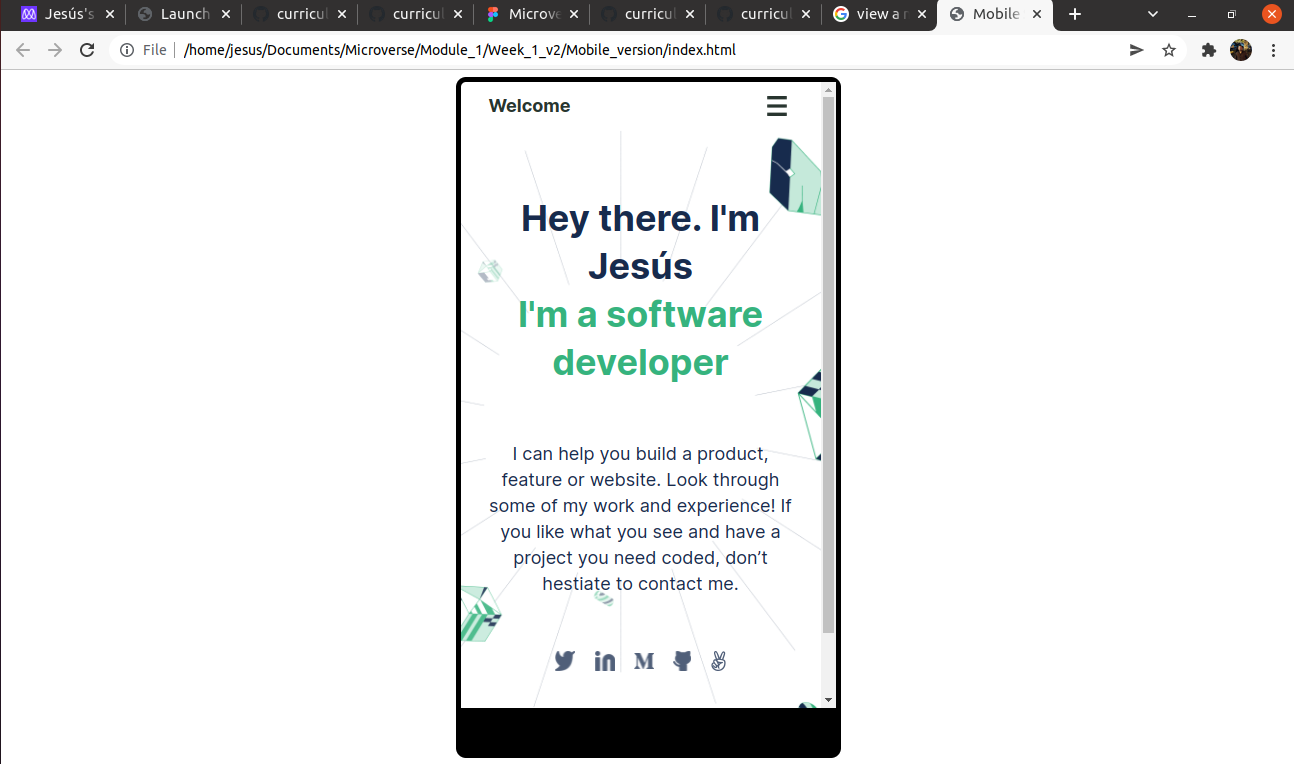 Jesús's
Launch
curricul
curricul
Microve
curricul
curricul
view a r
Mobile
File
/home/jesus/Documents/Microverse/Module_1/Week_1_v2/Mobile_version/index.html
Welcome
Hey there. I'm
Jesús
I'm a software
developer
I can help you build a product,
feature or website. Look through
some of my work and experience! If
you like what you see and have a
project you need coded, don’t
hestiate to contact me.